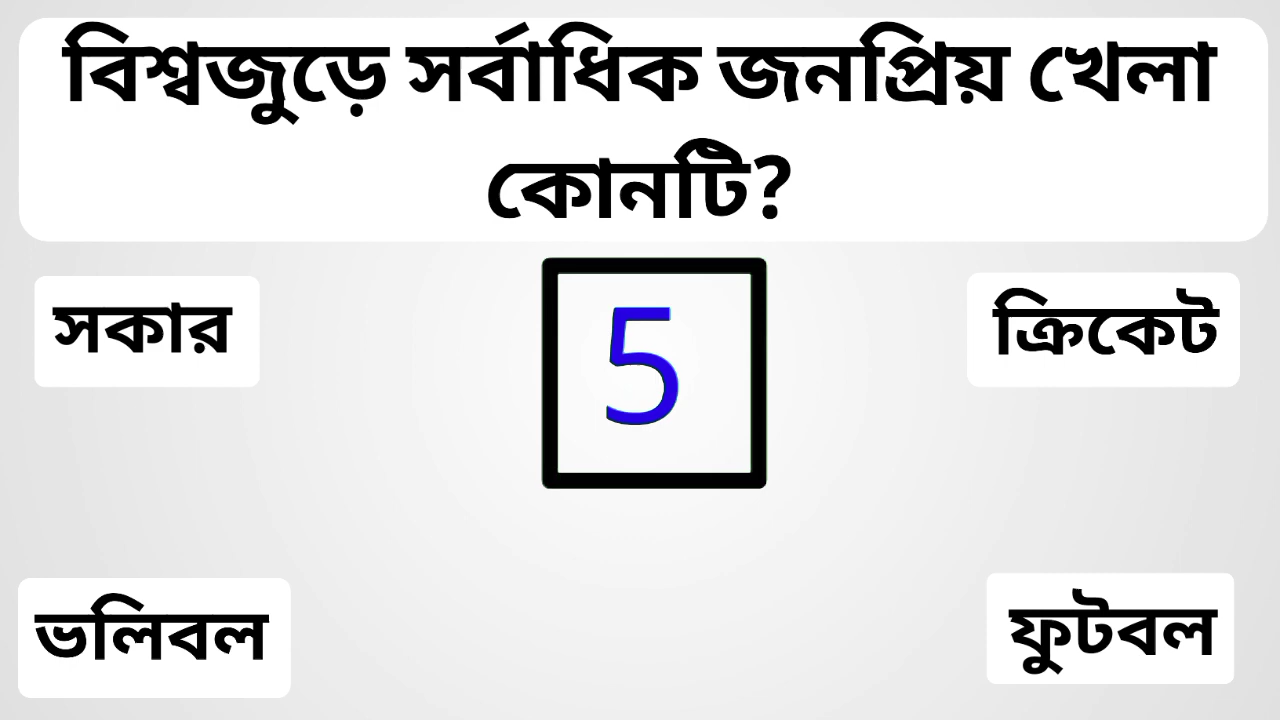 বিশ্বজুড়ে সর্বাধিক জনপ্রিয় খেলা
কোনটি?
সকার
ক্রিকেট
5
ভলিবল
ফুটবল